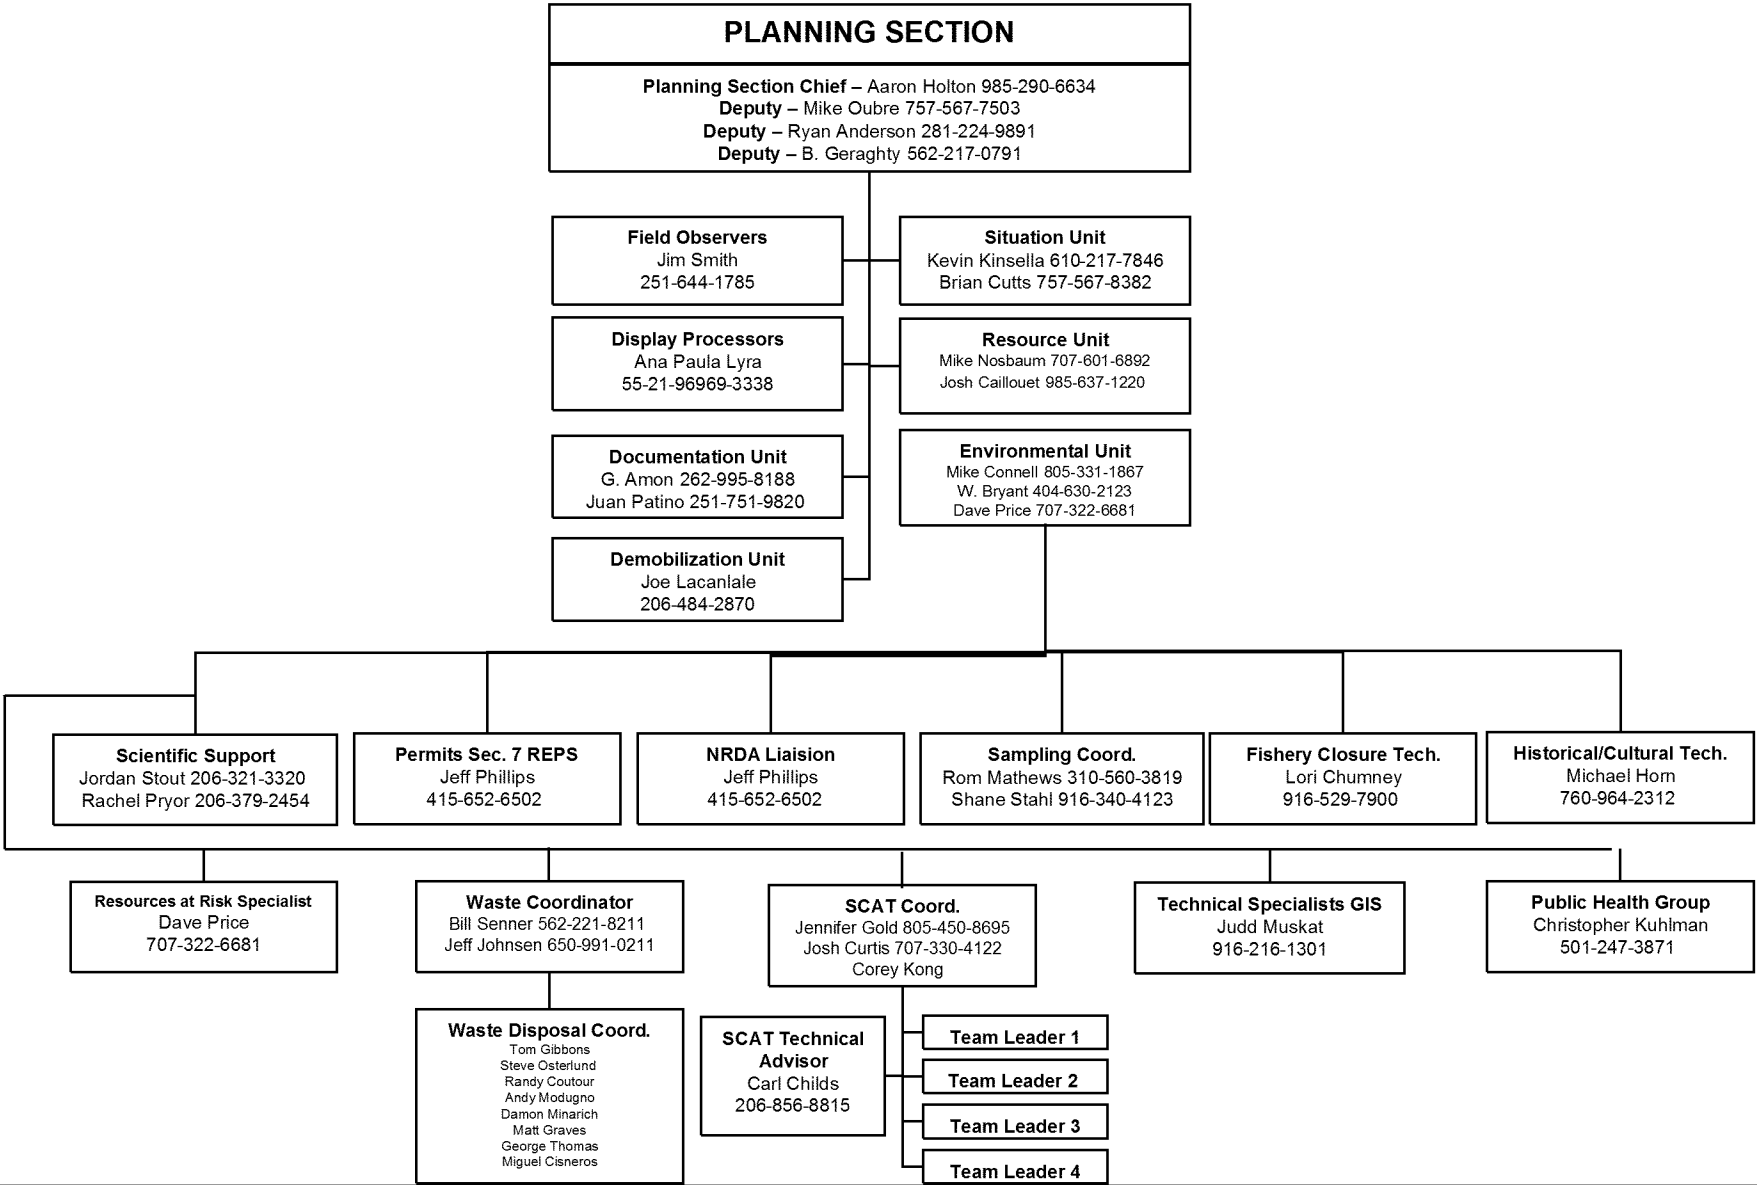 PLANNING SECTION
Planning Section Chief – Aaron Holton 985-290-6634
Deputy – Mike Oubre 757-567-7503
Deputy – Ryan Anderson 281-224-9891
Deputy – B. Geraghty 562-217-0791
Field Observers
Jim Smith
251-644-1785
Situation Unit
Kevin Kinsella 610-217-7846
Brian Cutts 757-567-8382
Display Processors
Ana Paula Lyra
55-21-96969-3338
Resource Unit
Mike Nosbaum 707-601-6892
Josh Caillouet 985-637-1220
Documentation Unit
G. Amon 262-995-8188
Juan Patino 251-751-9820
Environmental Unit
Mike Connell 805-331-1867
W. Bryant 404-630-2123
Dave Price 707-322-6681
Demobilization Unit
Joe Lacanlale
206-484-2870
Scientific Support
Jordan Stout 206-321-3320
Rachel Pryor 206-379-2454
Permits Sec. 7 REPS
Jeff Phillips
415-652-6502
NRDA Liaision
Jeff Phillips
415-652-6502
Sampling Coord.
Rom Mathews 310-560-3819
Shane Stahl 916-340-4123
Fishery Closure Tech.
Lori Chumney
916-529-7900
Historical/Cultural Tech.
Michael Horn
760-964-2312
Resources at Risk Specialist
Dave Price
707-322-6681
Waste Coordinator
Bill Senner 562-221-8211
Jeff Johnsen 650-991-0211
SCAT Coord.
Jennifer Gold 805-450-8695
Josh Curtis 707-330-4122
Corey Kong
Technical Specialists GIS
Judd Muskat
916-216-1301
Public Health Group
Christopher Kuhlman
501-247-3871
Waste Disposal Coord.
Tom Gibbons
Steve Osterlund
Randy Coutour
Andy Modugno
Damon Minarich
Matt Graves
George Thomas
Miguel Cisneros
SCAT Technical
Advisor
Carl Childs
206-856-8815
Team Leader 1
Team Leader 2
Team Leader 3
Team Leader 4